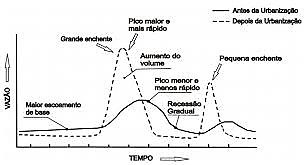 Antes da Urbanização
Depois da Urbanização
Pico maior e
mais rápido
Grande enchente
Aumento do
volume
Pequena enchente
Pico menor e
menos rápido
Maior escoamento
de base
Recessão
Gradual
VAZÃO
TEMPO